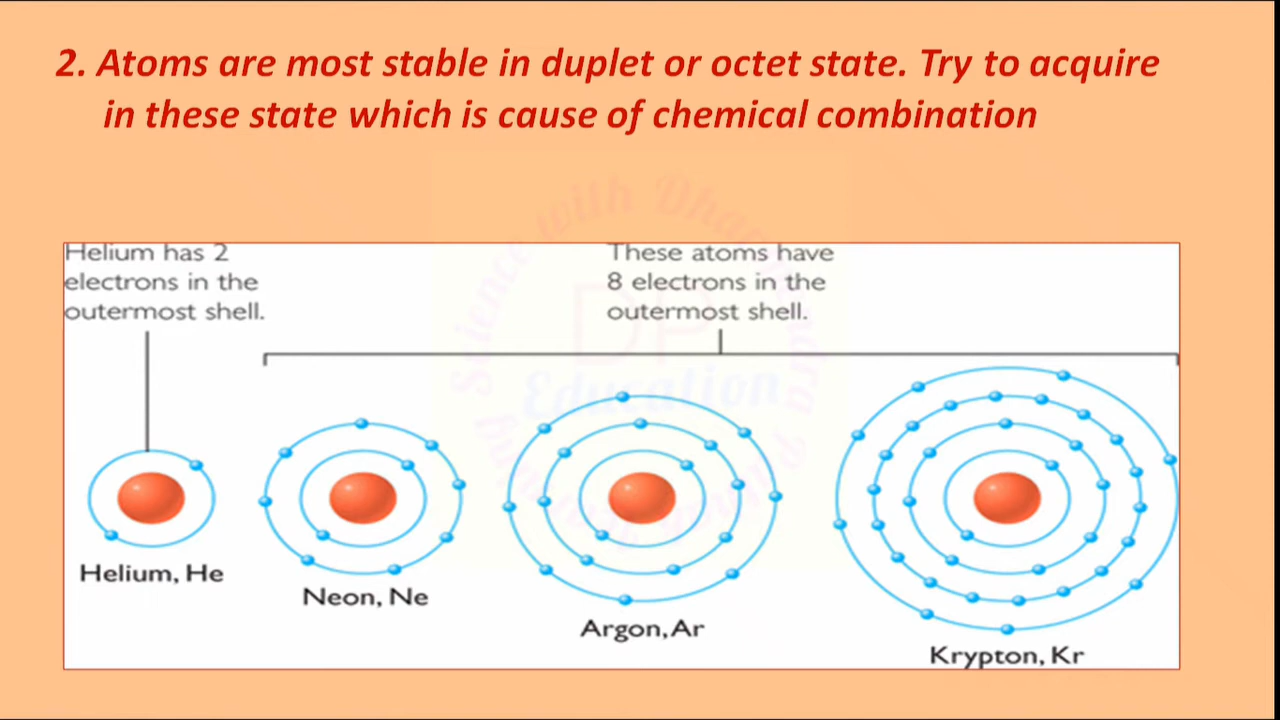 2. Atoms are most stable in duplet or octet state. Try to acquire
in these state which is cause of chemical combination
Helium has 2
electrons in the
outermost shell.
These atoms have
8 electrons in the
outermost shell.
DP
Education
Helium, He
Neon, Ne
Argon, Ar
Krypton, Kr